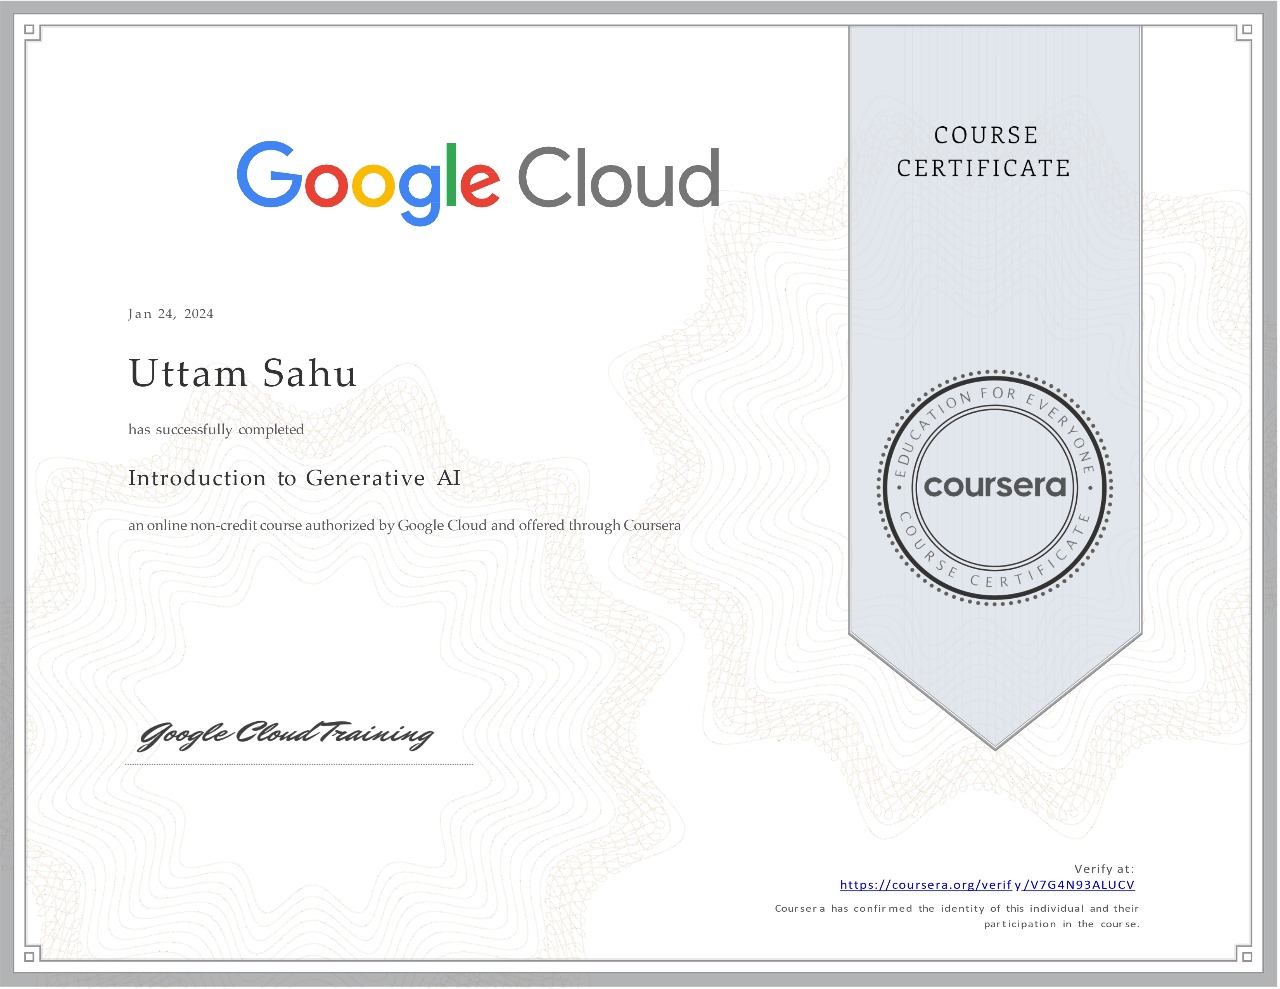 Google Cloud
COURSE
CERTIFICATE
Jan 24, 2024
Uttam Sahu
has successfully completed
Introduction to Generative AI
an online non-credit course authorized by Google Cloud and offered through Coursera
EDUCATION FOR EVERYONE
coursera
COURSE CERTIFICATE
Google Cloud Training
Verify at:
https://coursera.org/verify/V7G4N93ALUCV
Coursera has confirmed the identity of this individual and their
participation in the course.